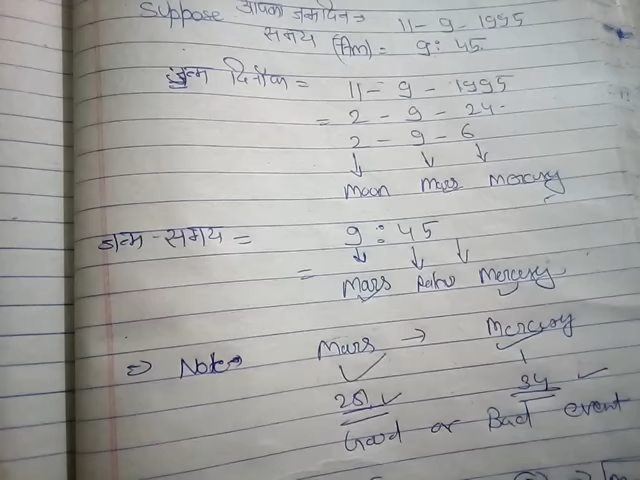 Suppose आपका जन्मदिन = 11 - 9 - 1995
समय (Am) = 9 : 45
जन्म दिनाँक = 11 - 9 - 1995
= 2 - 9 - 24
2 - 9 - 6
↓ ↓ ↓
Moon Mars Mercury
जन्म - समय = 9 : 45
↓ ↓ ↓
= Mars Rahu Mercury
⇒ Note Mars → Mercury
28 34
Good or Bad event